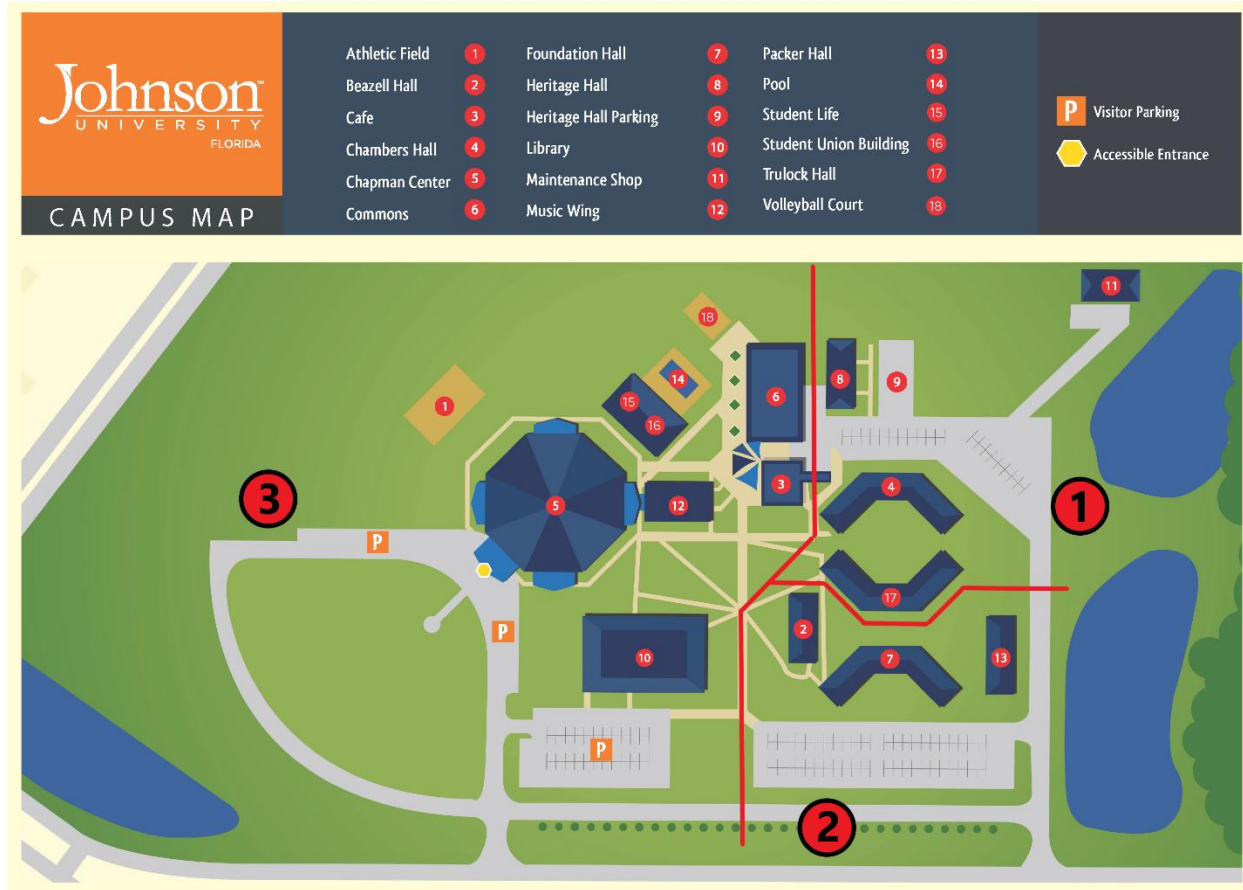 Johnson™
UNIVERSITY
FLORIDA
CAMPUS MAP
Athletic Field 1
Beazell Hall 2
Cafe 3
Chambers Hall 4
Chapman Center 5
Commons 6
Foundation Hall 7
Heritage Hall 8
Heritage Hall Parking 9
Library 10
Maintenance Shop 11
Music Wing 12
Packer Hall 13
Pool 14
Student Life 15
Student Union Building 16
Trulock Hall 17
Volleyball Court 18
P Visitor Parking
Accessible Entrance
11
18
14
15
16
6
8
9
1
3
4
5
12
3
1
P
17
P
2
10
7
13
P
2